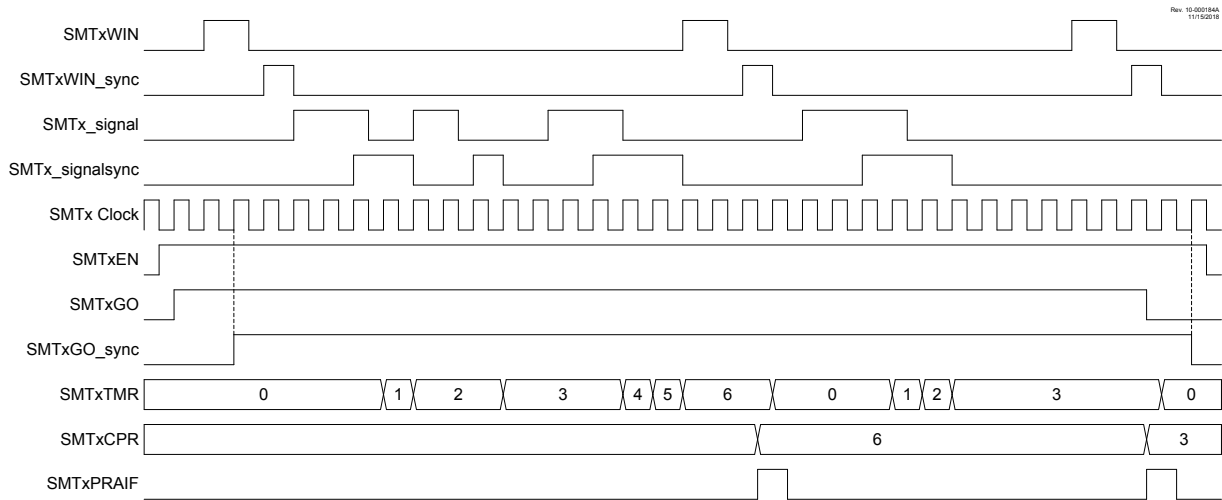 Rev. 10-000184A
11/15/2018
SMTxWIN
SMTxWIN_sync
SMTx_signal
SMTx_signalsync
SMTx Clock
SMTxEN
SMTxGO
SMTxGO_sync
SMTxTMR 0 1 2 3 4 5 6 0 1 2 3 0
SMTxCPR 6 3
SMTxPRAIF